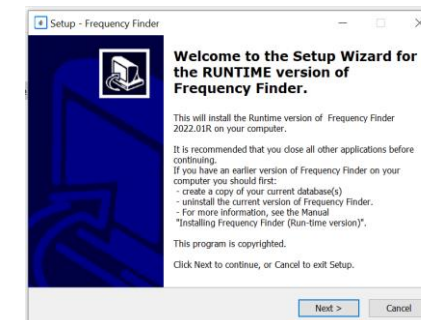 Setup - Frequency Finder
Welcome to the Setup Wizard for
the RUNTIME version of
Frequency Finder.
This will install the Runtime version of Frequency Finder
2022.01R on your computer.
It is recommended that you close all other applications before
continuing.
If you have an earlier version of Frequency Finder on your
computer you should first:
- create a copy of your current database(s)
- uninstall the current version of Frequency Finder.
- For more information, see the Manual
"Installing Frequency Finder (Run-time version)".
This program is copyrighted.
Click Next to continue, or Cancel to exit Setup.
Next >
Cancel